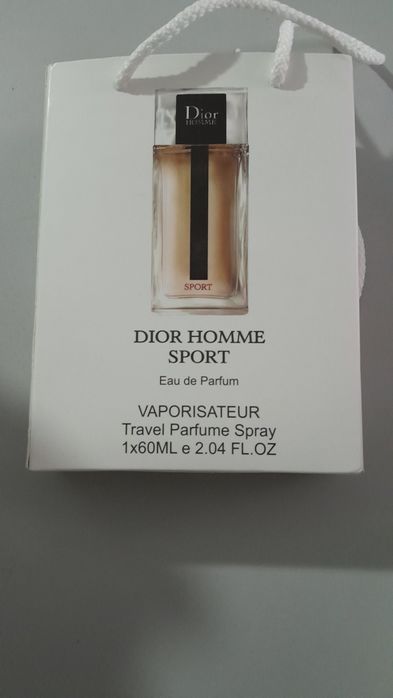 Dior
HOMME
SPORT
DIOR HOMME
SPORT
Eau de Parfum
VAPORISATEUR
Travel Parfume Spray
1x60ML e 2.04 FL.OZ